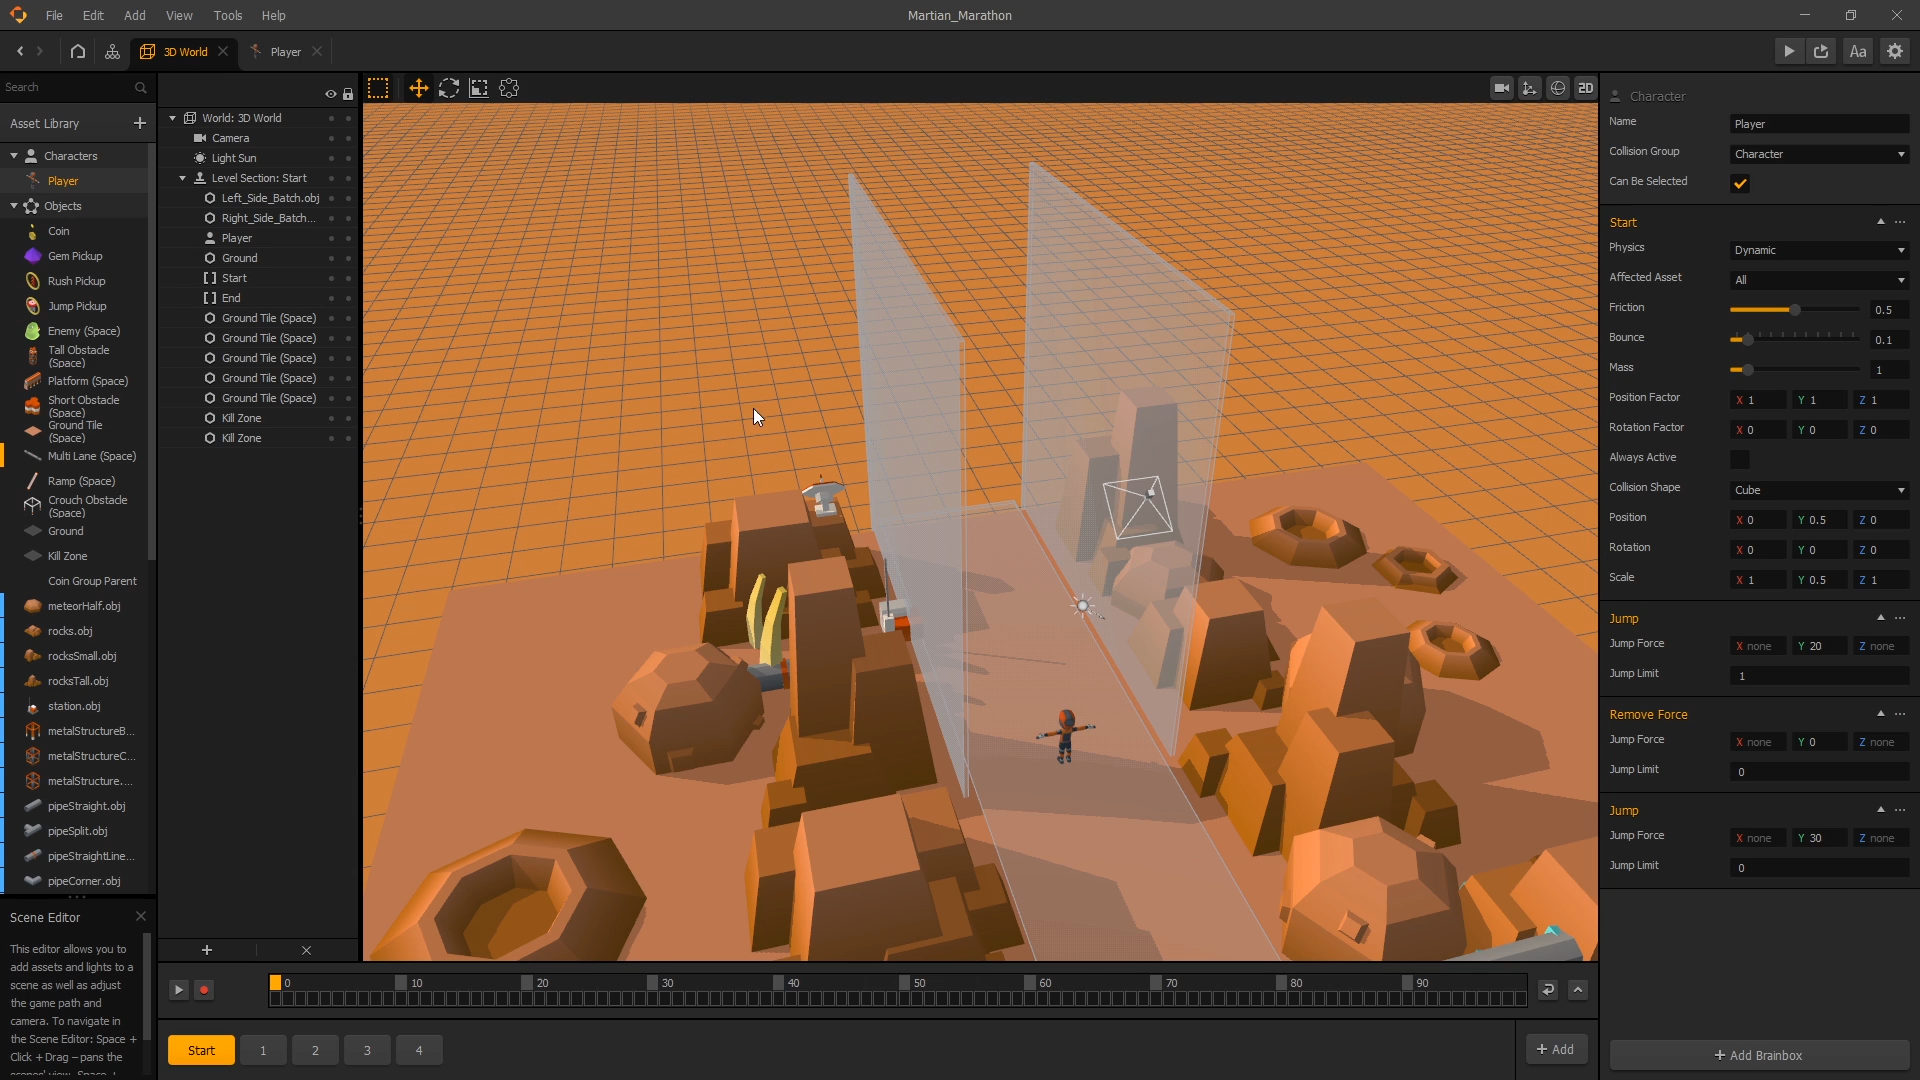 File Edit Add View Tools Help
Martian_Marathon
3D World
Player
Aa
Search
Asset Library
Characters
Player
Objects
Coin
Gem Pickup
Rush Pickup
Jump Pickup
Enemy (Space)
Tall Obstacle
(Space)
Platform (Space)
Short Obstacle
(Space)
Ground Tile
(Space)
Multi Lane (Space)
Ramp (Space)
Crouch Obstacle
(Space)
Ground
Kill Zone
Coin Group Parent
meteorHalf.obj
rocks.obj
rocksSmall.obj
rocksTall.obj
station.obj
metalStructureB...
metalStructureC...
metalStructure....
pipeStraight.obj
pipeSplit.obj
pipeStraightLine...
pipeCorner.obj
Scene Editor
This editor allows you to
add assets and lights to a
scene as well as adjust
the game path and
camera. To navigate in
the Scene Editor: Space +
Click + Drag – pans the
World: 3D World
Camera
Light Sun
Level Section: Start
Left_Side_Batch.obj
Right_Side_Batch...
Player
Ground
Start
End
Ground Tile (Space)
Ground Tile (Space)
Ground Tile (Space)
Ground Tile (Space)
Ground Tile (Space)
Kill Zone
Kill Zone
2D
0 10 20 30 40 50 60 70 80 90
Start 1 2 3 4
+ Add
Character
Name Player
Collision Group Character
Can Be Selected
Start
Physics Dynamic
Affected Asset All
Friction 0.5
Bounce 0.1
Mass 1
Position Factor X 1 Y 1 Z 1
Rotation Factor X 0 Y 0 Z 0
Always Active
Collision Shape Cube
Position X 0 Y 0.5 Z 0
Rotation X 0 Y 0 Z 0
Scale X 1 Y 0.5 Z 1
Jump
Jump Force X none Y 20 Z none
Jump Limit 1
Remove Force
Jump Force X none Y 0 Z none
Jump Limit 0
Jump
Jump Force X none Y 30 Z none
Jump Limit 0
+ Add Brainbox